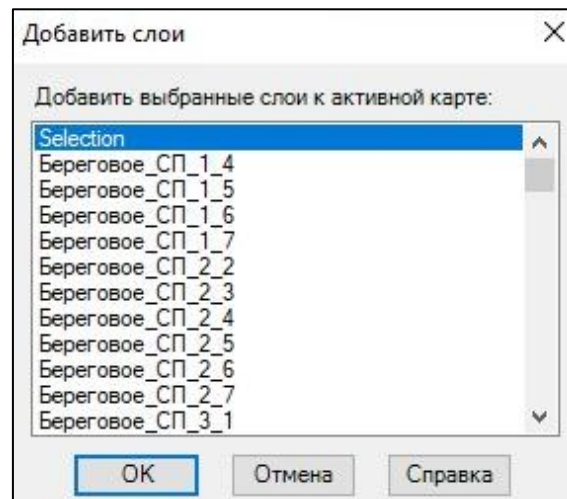 Добавить слои
Добавить выбранные слои к активной карте:
Selection
Береговое_СП_1_4
Береговое_СП_1_5
Береговое_СП_1_6
Береговое_СП_1_7
Береговое_СП_2_2
Береговое_СП_2_3
Береговое_СП_2_4
Береговое_СП_2_5
Береговое_СП_2_6
Береговое_СП_2_7
Береговое_СП_3_1
ОК Отмена Справка